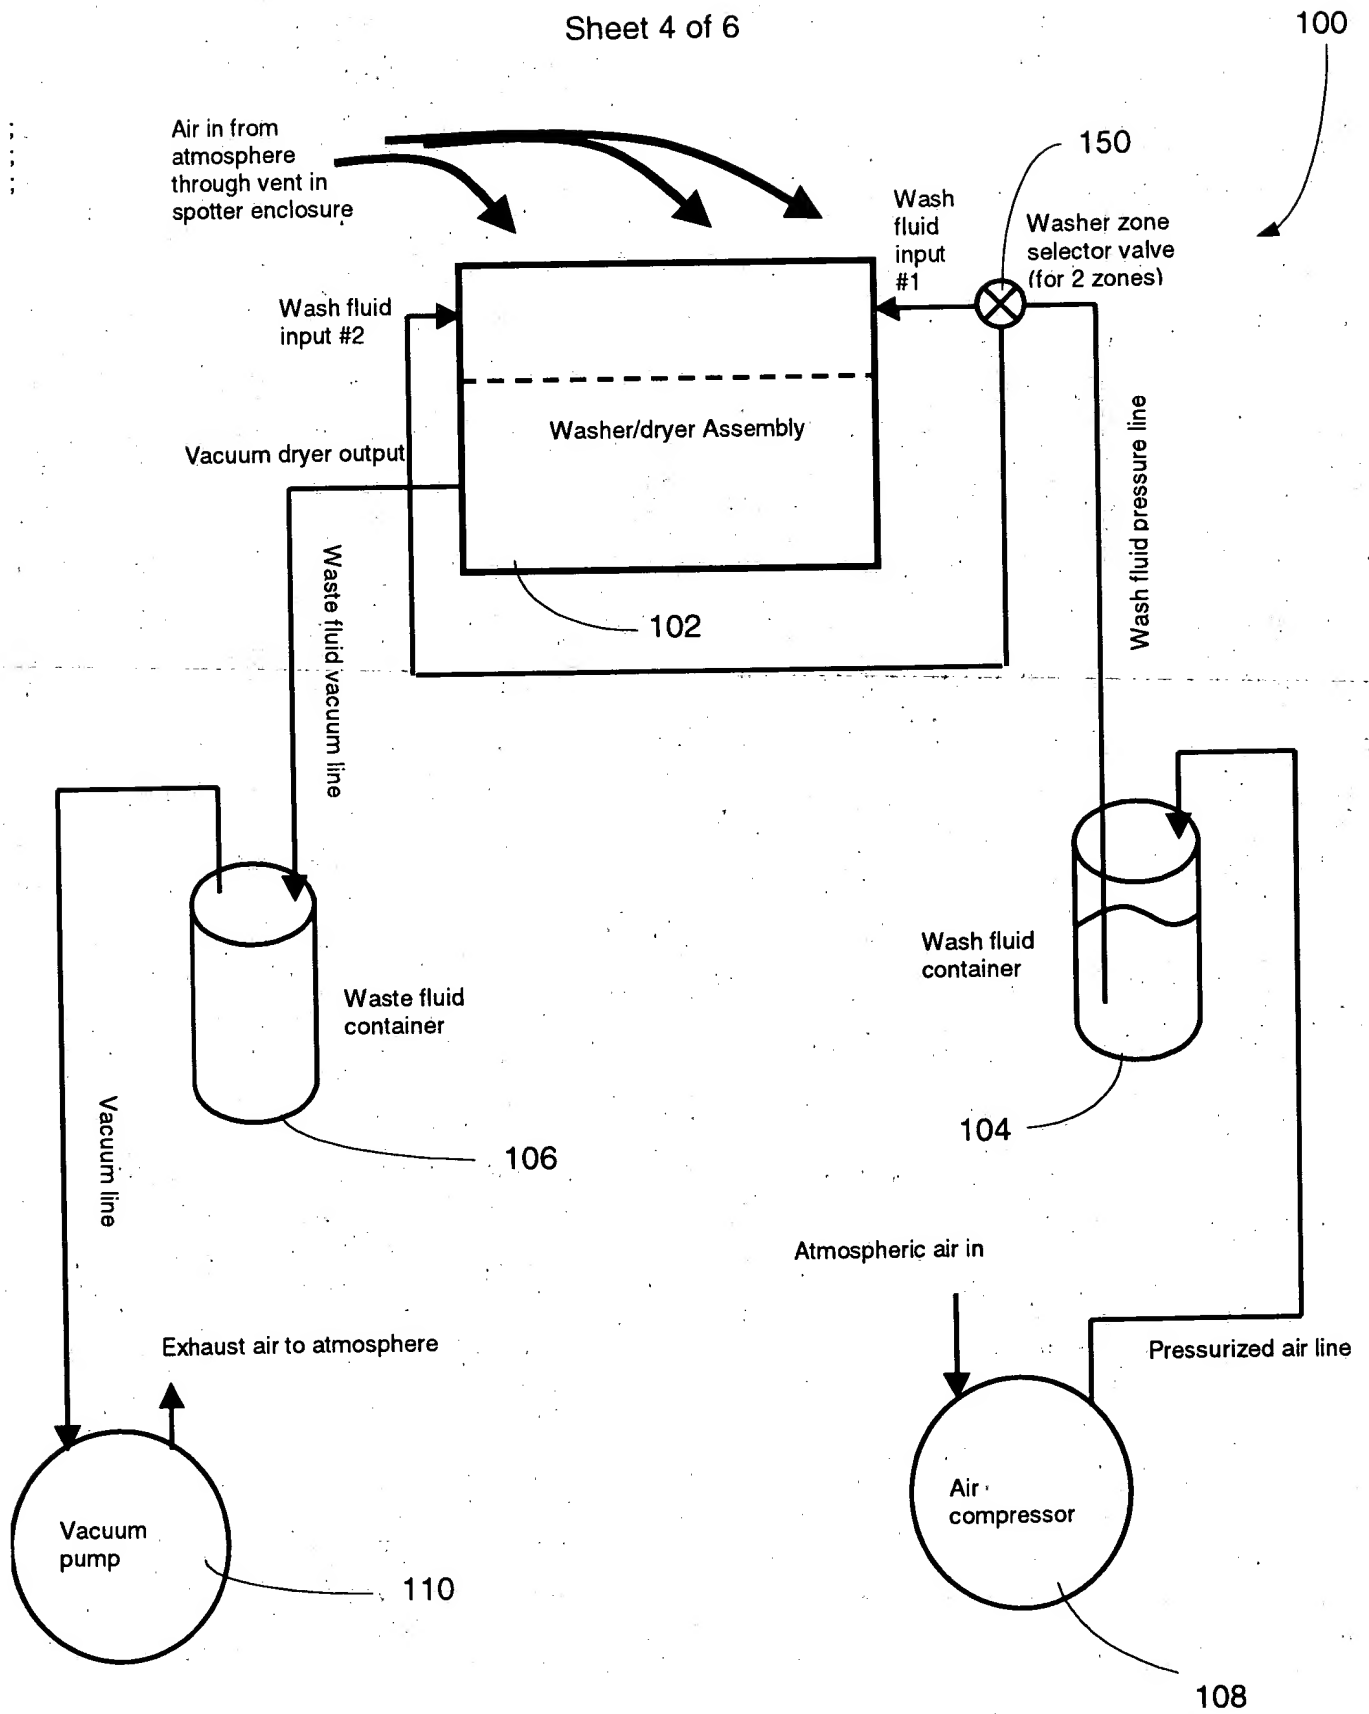 Sheet 4 of 6
100
Air in from
atmosphere
through vent in
spotter enclosure
150
Wash
fluid
input
#1
Washer zone
selector valve
(for 2 zones)
Wash fluid
input #2
Washer/dryer Assembly
Vacuum dryer output
Wash fluid pressure line
Waste fluid vacuum line
102
Wash fluid
container
Waste fluid
container
104
106
Vacuum line
Atmospheric air in
Exhaust air to atmosphere
Pressurized air line
Air
compressor
Vacuum
pump
110
108